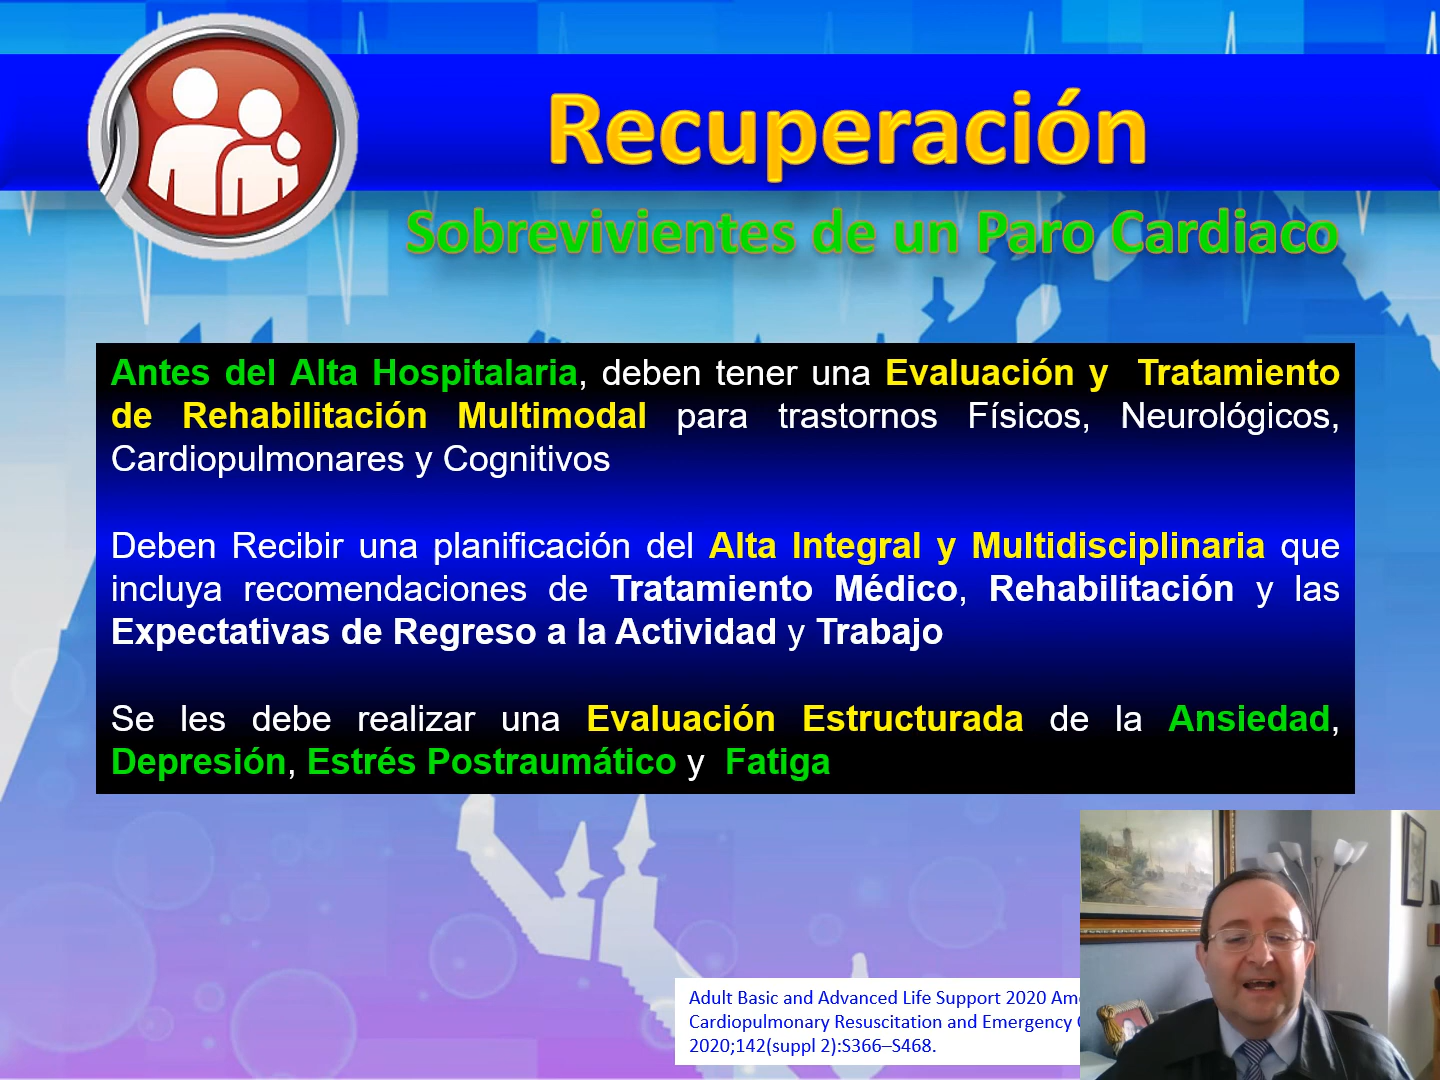 Recuperación
Sobrevivientes de un Paro Cardiaco
Antes del Alta Hospitalaria, deben tener una Evaluación y Tratamiento
de Rehabilitación Multimodal para trastornos Físicos, Neurológicos,
Cardiopulmonares y Cognitivos
Deben Recibir una planificación del Alta Integral y Multidisciplinaria que
incluya recomendaciones de Tratamiento Médico, Rehabilitación y las
Expectativas de Regreso a la Actividad y Trabajo
Se les debe realizar una Evaluación Estructurada de la Ansiedad,
Depresión, Estrés Postraumático y Fatiga
Adult Basic and Advanced Life Support 2020
Cardiopulmonary Resuscitation and Emergency
2020;142(suppl 2):S366–S468.